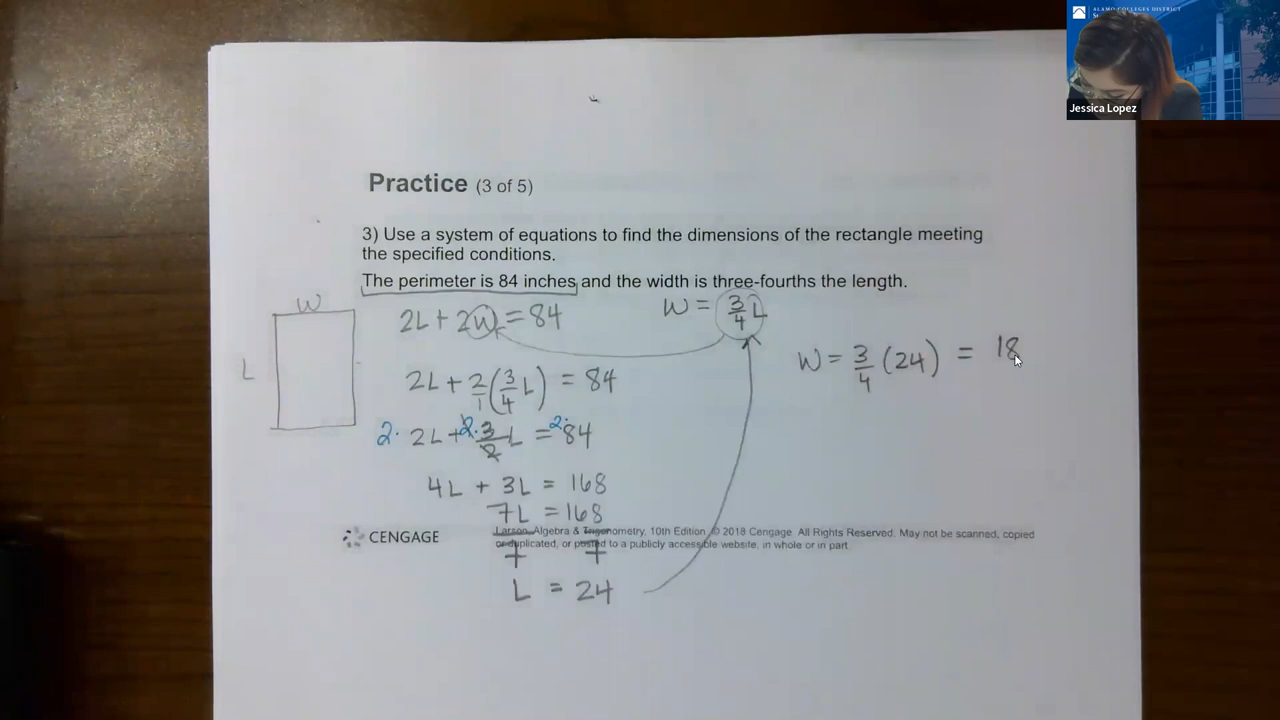 ALAMO COLLEGES DISTRICT
Jessica Lopez
Practice (3 of 5)
3) Use a system of equations to find the dimensions of the rectangle meeting
the specified conditions.
The perimeter is 84 inches and the width is three-fourths the length.
W
L
2L + 2W = 84
W = 3/4 L
2L + 2/1 (3/4 L) = 84
2· 2L + 2· 3/2 L = 2· 84
4L + 3L = 168
7L = 168
7 7
L = 24
W = 3/4 (24) = 18
CENGAGE
Larson, Algebra & Trigonometry, 10th Edition. © 2018 Cengage. All Rights Reserved. May not be scanned, copied
or duplicated, or posted to a publicly accessible website, in whole or in part.